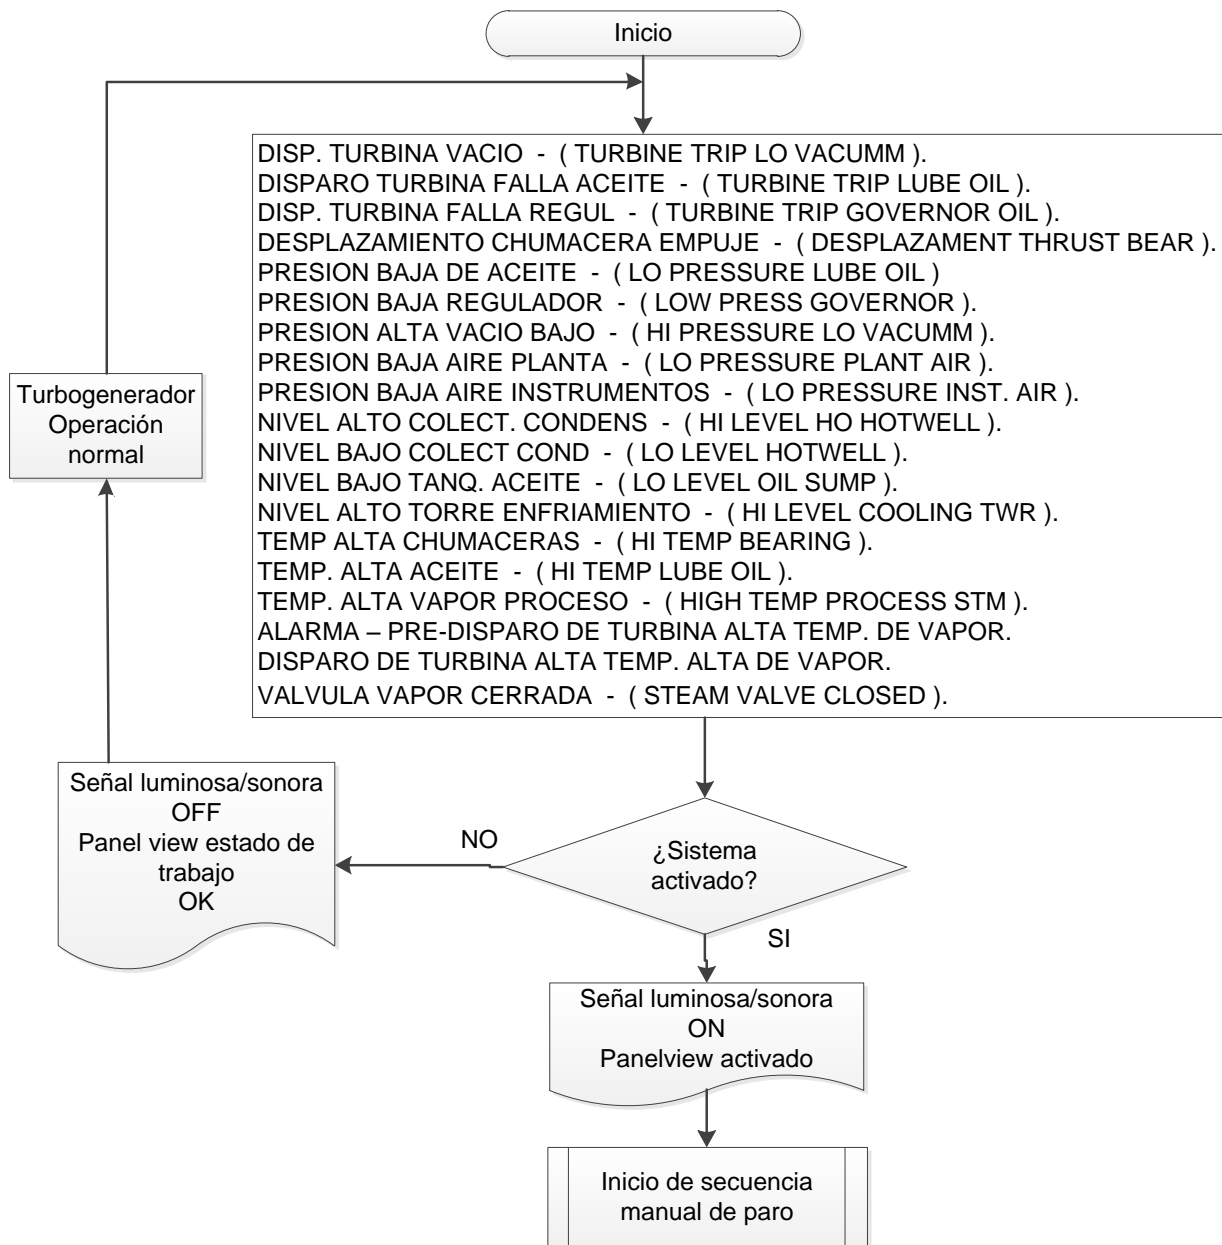 Inicio
DISP. TURBINA VACIO - ( TURBINE TRIP LO VACUMM ).
DISPARO TURBINA FALLA ACEITE - ( TURBINE TRIP LUBE OIL ).
DISP. TURBINA FALLA REGUL - ( TURBINE TRIP GOVERNOR OIL ).
DESPLAZAMIENTO CHUMACERA EMPUJE - ( DESPLAZAMENT THRUST BEAR ).
PRESION BAJA DE ACEITE - ( LO PRESSURE LUBE OIL )
PRESION BAJA REGULADOR - ( LOW PRESS GOVERNOR ).
PRESION ALTA VACIO BAJO - ( HI PRESSURE LO VACUMM ).
PRESION BAJA AIRE PLANTA - ( LO PRESSURE PLANT AIR ).
PRESION BAJA AIRE INSTRUMENTOS - ( LO PRESSURE INST. AIR ).
NIVEL ALTO COLECT. CONDENS - ( HI LEVEL HO HOTWELL ).
NIVEL BAJO COLECT COND - ( LO LEVEL HOTWELL ).
NIVEL BAJO TANQ. ACEITE - ( LO LEVEL OIL SUMP ).
NIVEL ALTO TORRE ENFRIAMIENTO - ( HI LEVEL COOLING TWR ).
TEMP ALTA CHUMACERAS - ( HI TEMP BEARING ).
TEMP. ALTA ACEITE - ( HI TEMP LUBE OIL ).
TEMP. ALTA VAPOR PROCESO - ( HIGH TEMP PROCESS STM ).
ALARMA – PRE-DISPARO DE TURBINA ALTA TEMP. DE VAPOR.
DISPARO DE TURBINA ALTA TEMP. ALTA DE VAPOR.
VALVULA VAPOR CERRADA - ( STEAM VALVE CLOSED ).
Turbogenerador
Operación
normal
Señal luminosa/sonora
OFF
Panel view estado de
trabajo
OK
NO
¿Sistema
activado?
SI
Señal luminosa/sonora
ON
Panelview activado
Inicio de secuencia
manual de paro